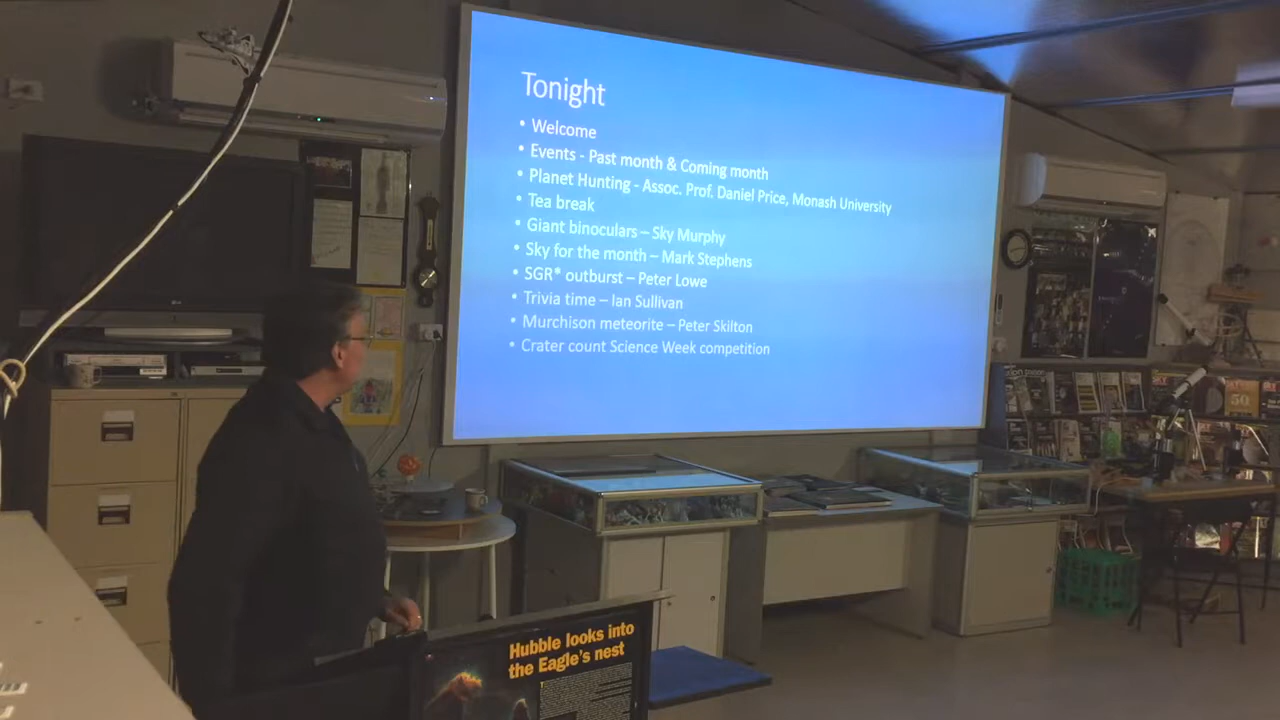 Tonight
• Welcome
• Events - Past month & Coming month
• Planet Hunting - Assoc. Prof. Daniel Price, Monash University
• Tea break
• Giant binoculars – Sky Murphy
• Sky for the month – Mark Stephens
• SGR* outburst – Peter Lowe
• Trivia time – Ian Sullivan
• Murchison meteorite – Peter Skilton
• Crater count Science Week competition
Hubble looks into
the Eagle's nest
LG
50